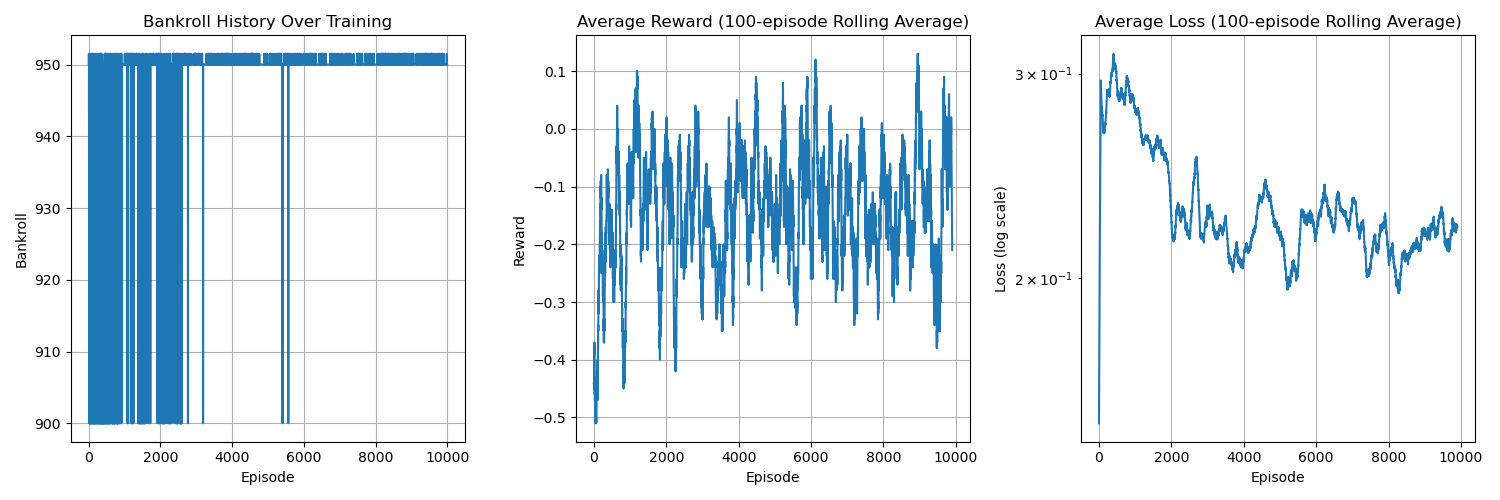 Bankroll History Over Training
950
940
930
920
910
900
Bankroll
0
2000
4000
6000
8000
10000
Episode
Average Reward (100-episode Rolling Average)
0.1
0.0
−0.1
−0.2
−0.3
−0.4
−0.5
Reward
0
2000
4000
6000
8000
10000
Episode
Average Loss (100-episode Rolling Average)
3 × 10⁻¹
2 × 10⁻¹
Loss (log scale)
0
2000
4000
6000
8000
10000
Episode